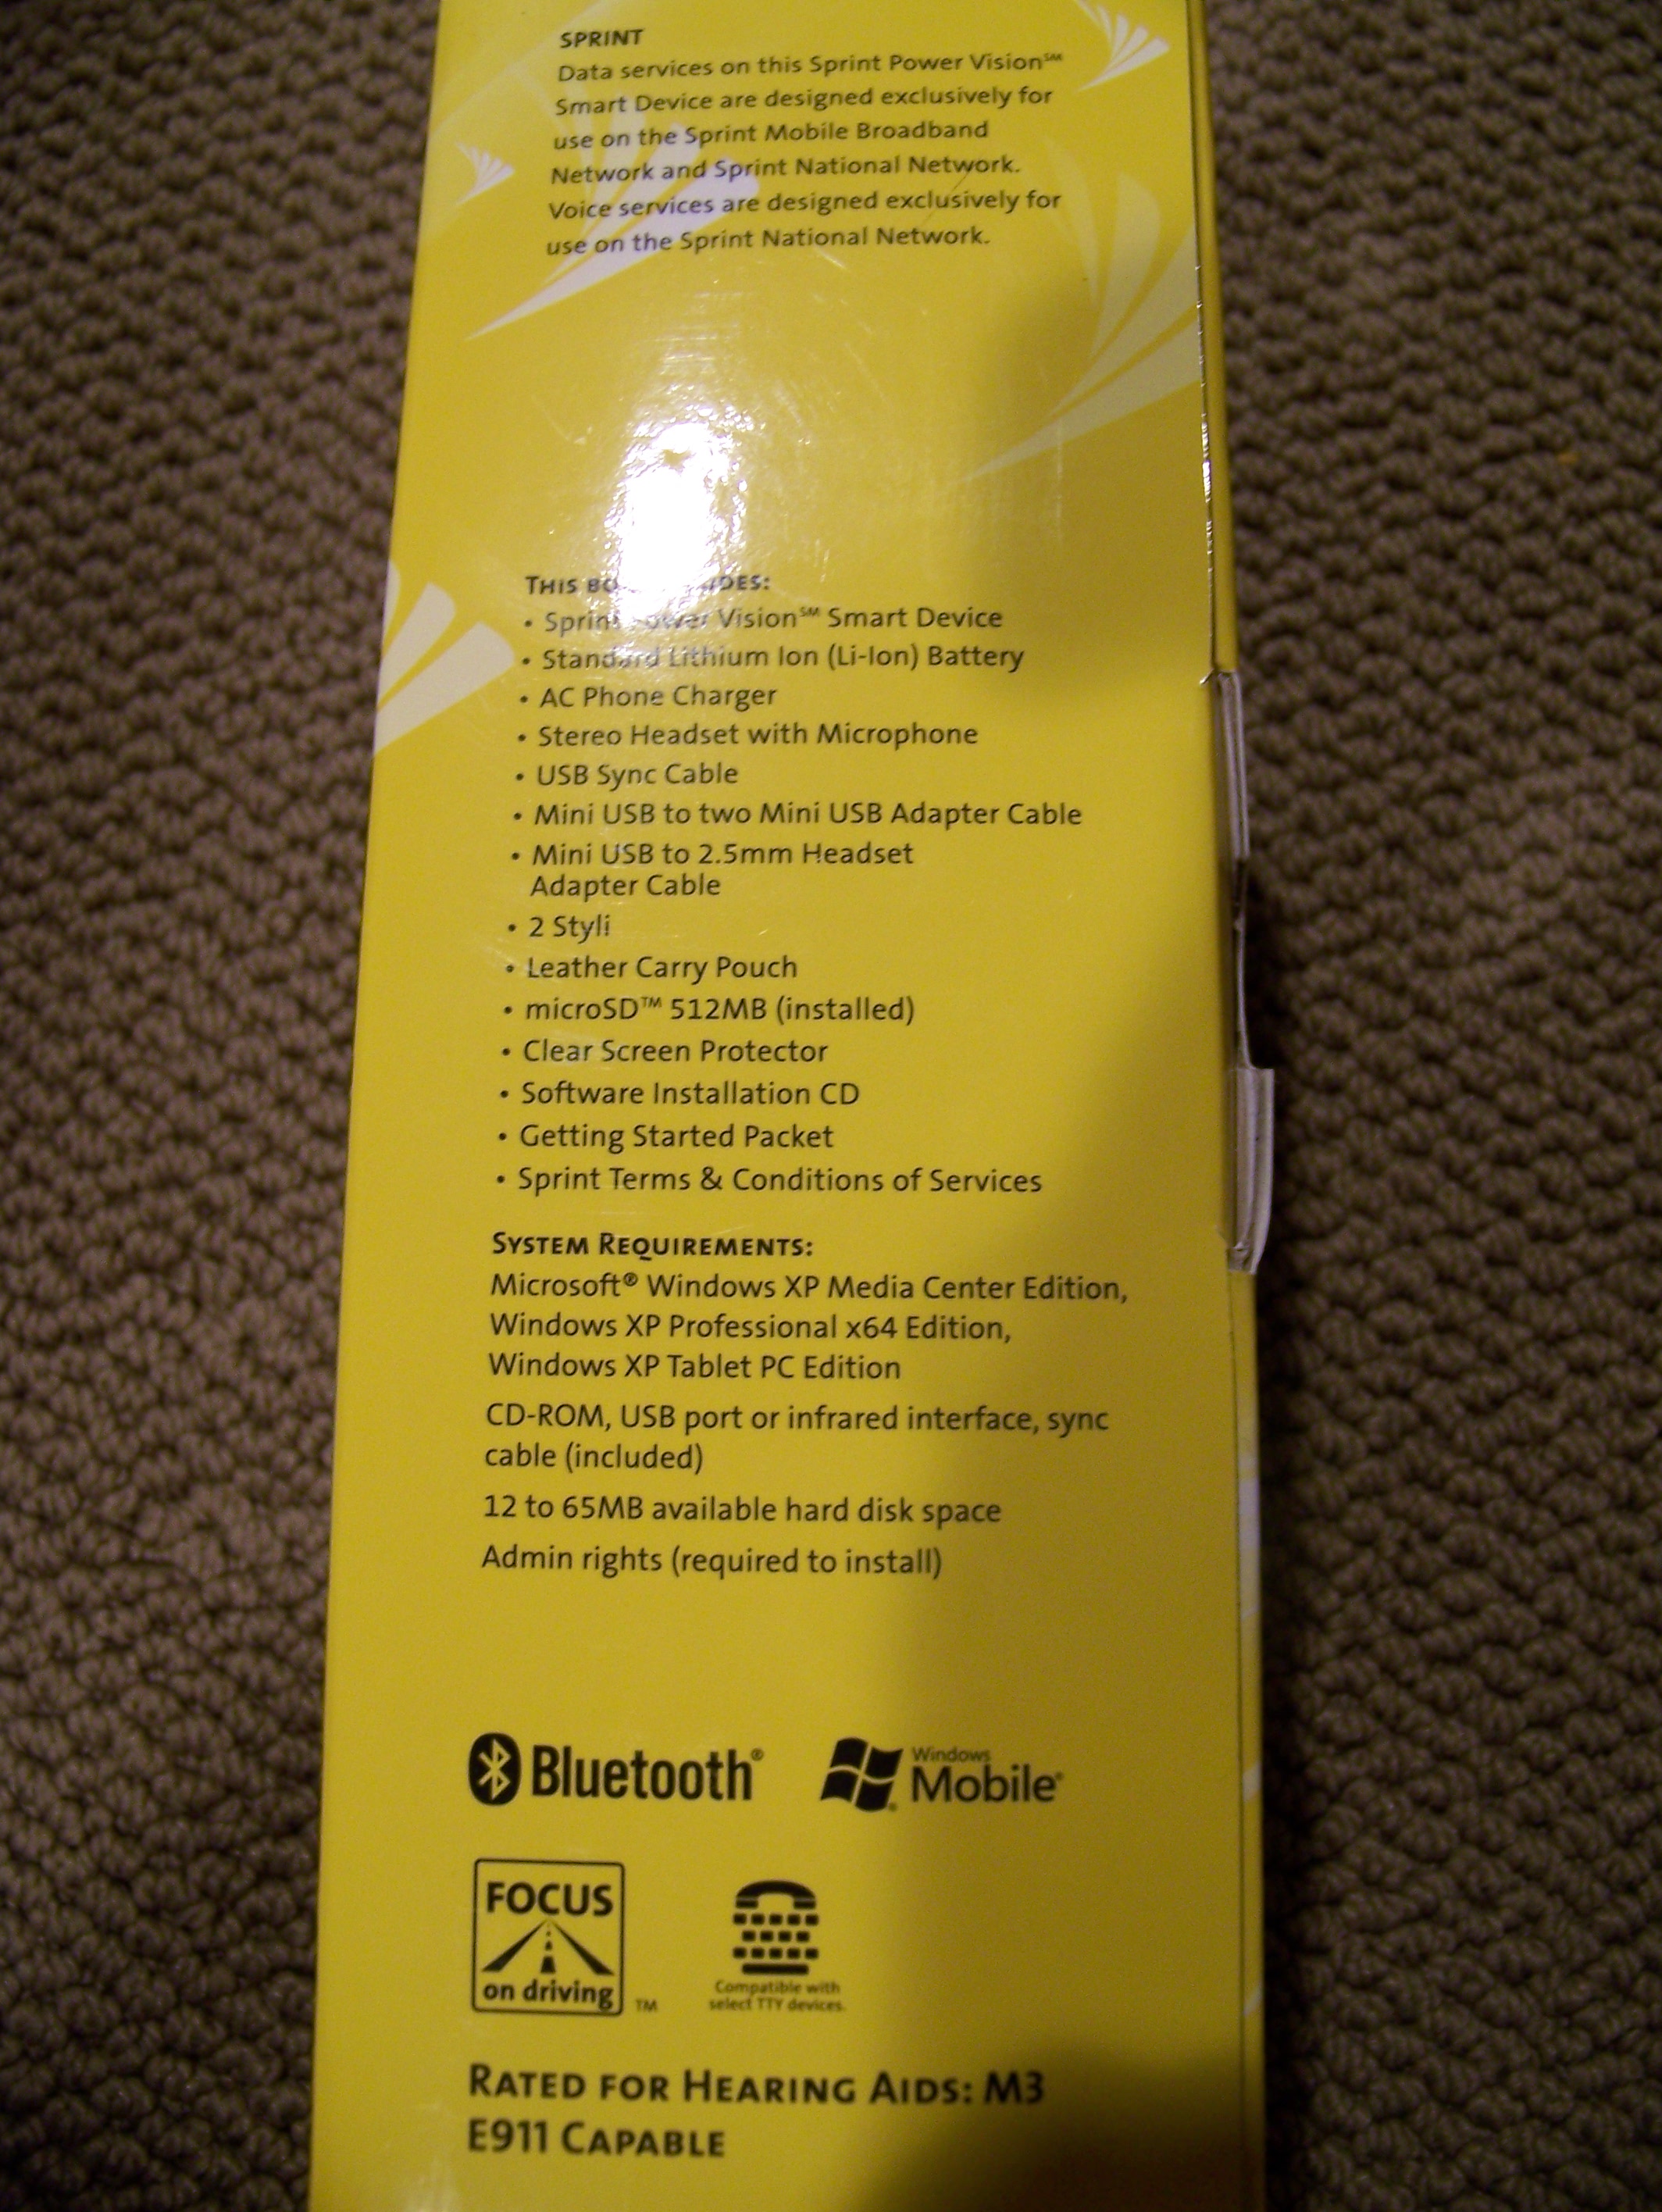 SPRINT
Data services on this Sprint Power Vision℠
Smart Device are designed exclusively for
use on the Sprint Mobile Broadband
Network and Sprint National Network.
Voice services are designed exclusively for
use on the Sprint National Network.
THIS
• Sprint Power Vision℠ Smart Device
• Standard Lithium Ion (Li-Ion) Battery
• AC Phone Charger
• Stereo Headset with Microphone
• USB Sync Cable
• Mini USB to two Mini USB Adapter Cable
• Mini USB to 2.5mm Headset
Adapter Cable
• 2 Styli
• Leather Carry Pouch
• microSD™ 512MB (installed)
• Clear Screen Protector
• Software Installation CD
• Getting Started Packet
• Sprint Terms & Conditions of Services
SYSTEM REQUIREMENTS:
Microsoft® Windows XP Media Center Edition,
Windows XP Professional x64 Edition,
Windows XP Tablet PC Edition
CD-ROM, USB port or infrared interface, sync
cable (included)
12 to 65MB available hard disk space
Admin rights (required to install)
Bluetooth®
Windows
Mobile®
FOCUS
on driving ™
Compatible with
select TTY devices.
RATED FOR HEARING AIDS: M3
E911 CAPABLE